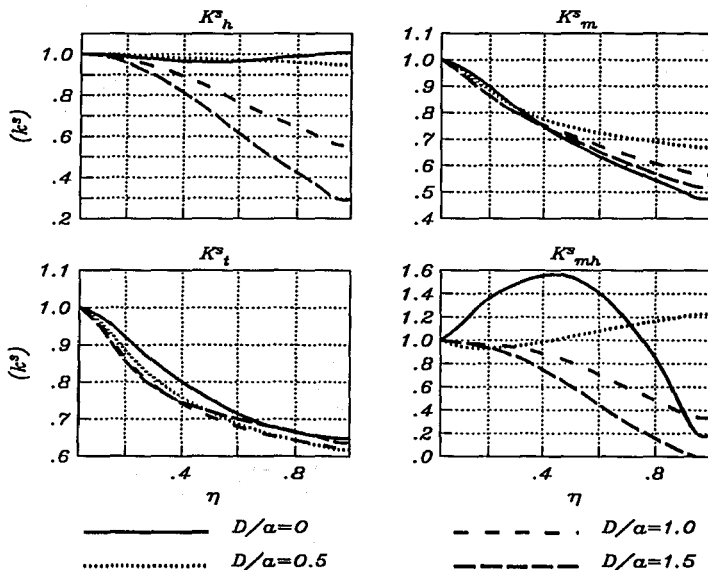 K^s_h
K^s_m
(k^s)
1.0
.8
.6
.4
.2
1.0
.9
.8
.7
.6
.5
.4
K^s_t
K^s_mh
(k^s)
1.1
1.0
.9
.8
.7
.6
1.6
1.4
1.2
1.0
.8
.6
.4
.2
.0
.4 .8
.4 .8
η
η
D/a=0
D/a=1.0
D/a=0.5
D/a=1.5